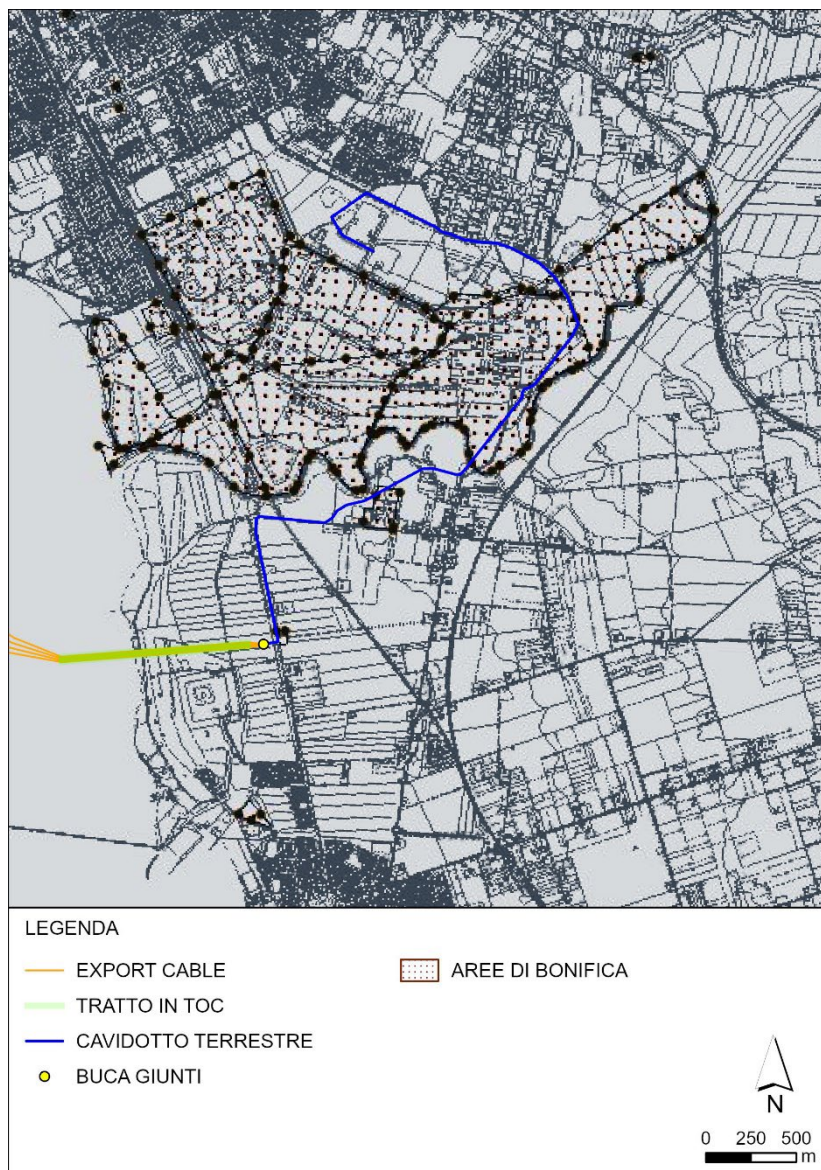 LEGENDA
EXPORT CABLE
TRATTO IN TOC
CAVIDOTTO TERRESTRE
BUCA GIUNTI
AREE DI BONIFICA
N
0 250 500
m